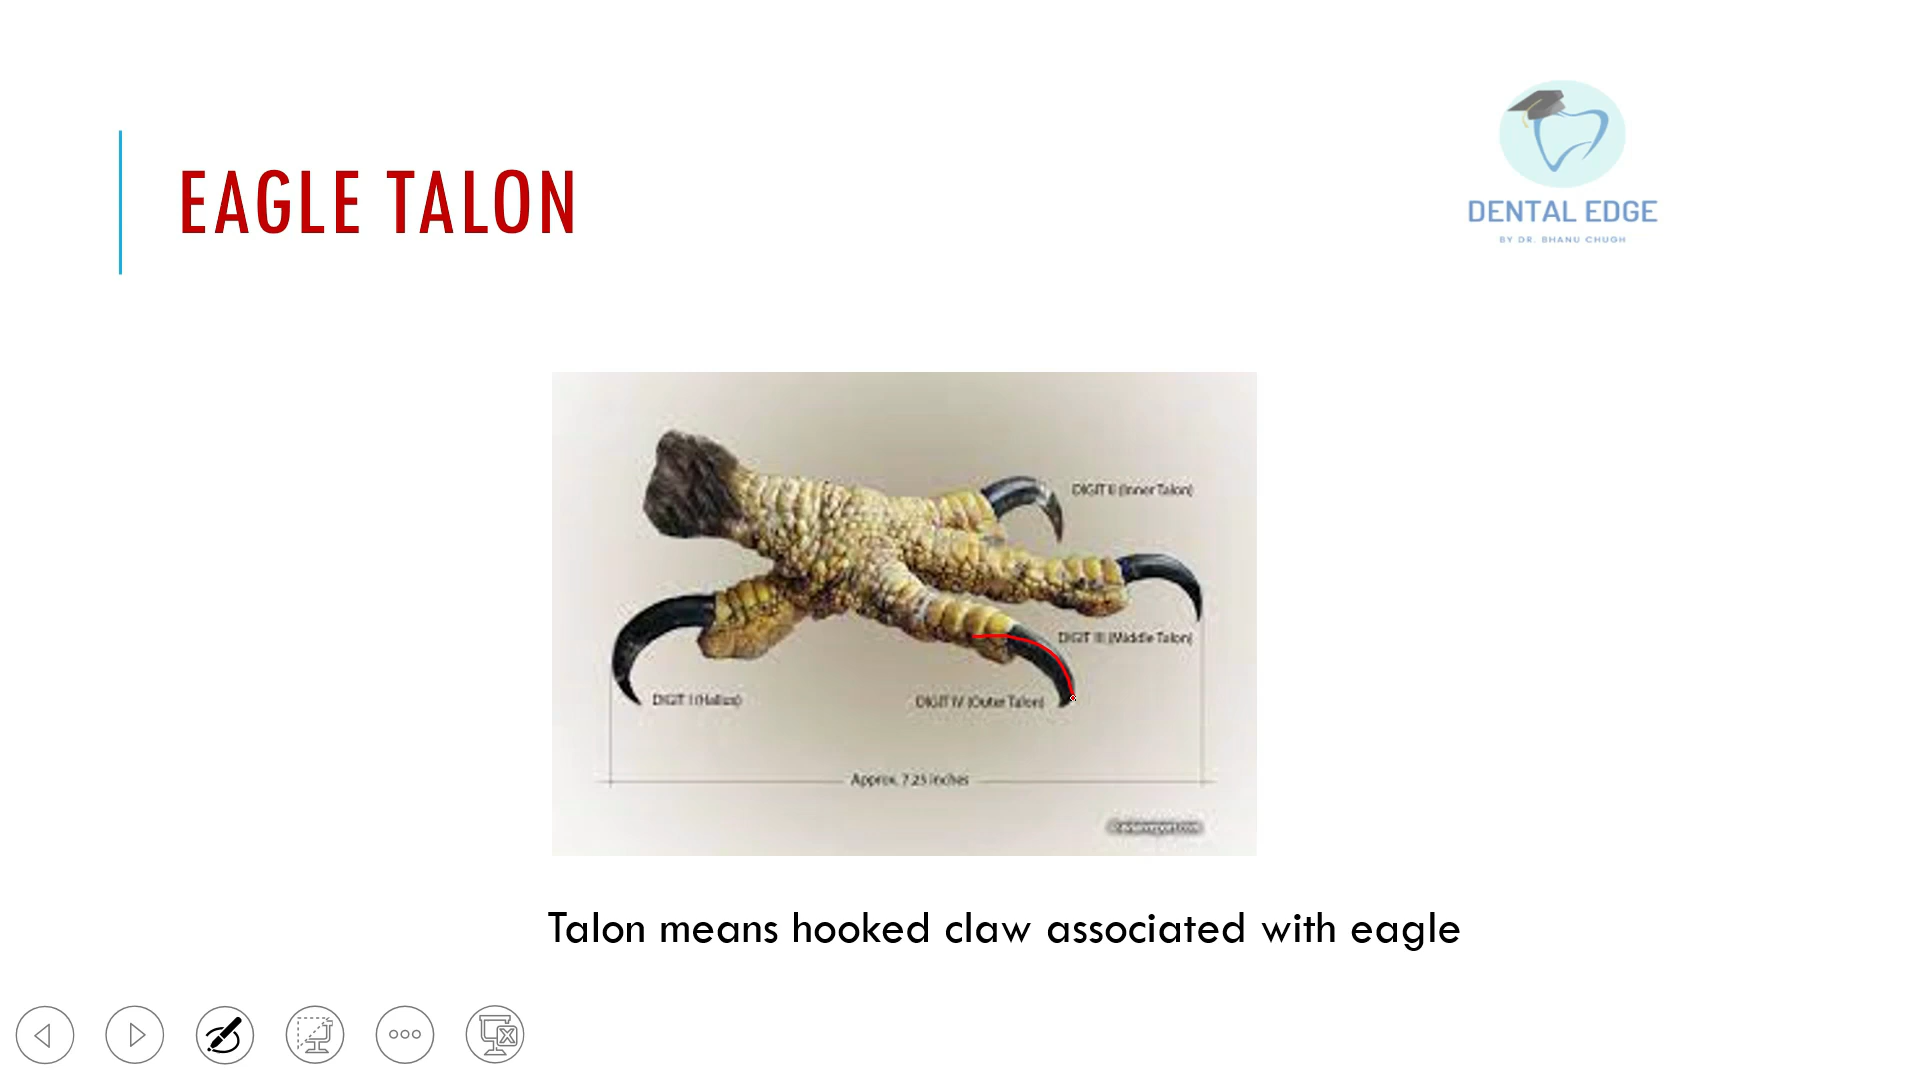 EAGLE TALON
DENTAL EDGE
BY DR. BHANU CHUGH
DIGIT II (Inner Talon)
DIGIT III (Middle Talon)
DIGIT I (Hallux)
DIGIT IV (Outer Talon)
Approx. 7.25 inches
Talon means hooked claw associated with eagle